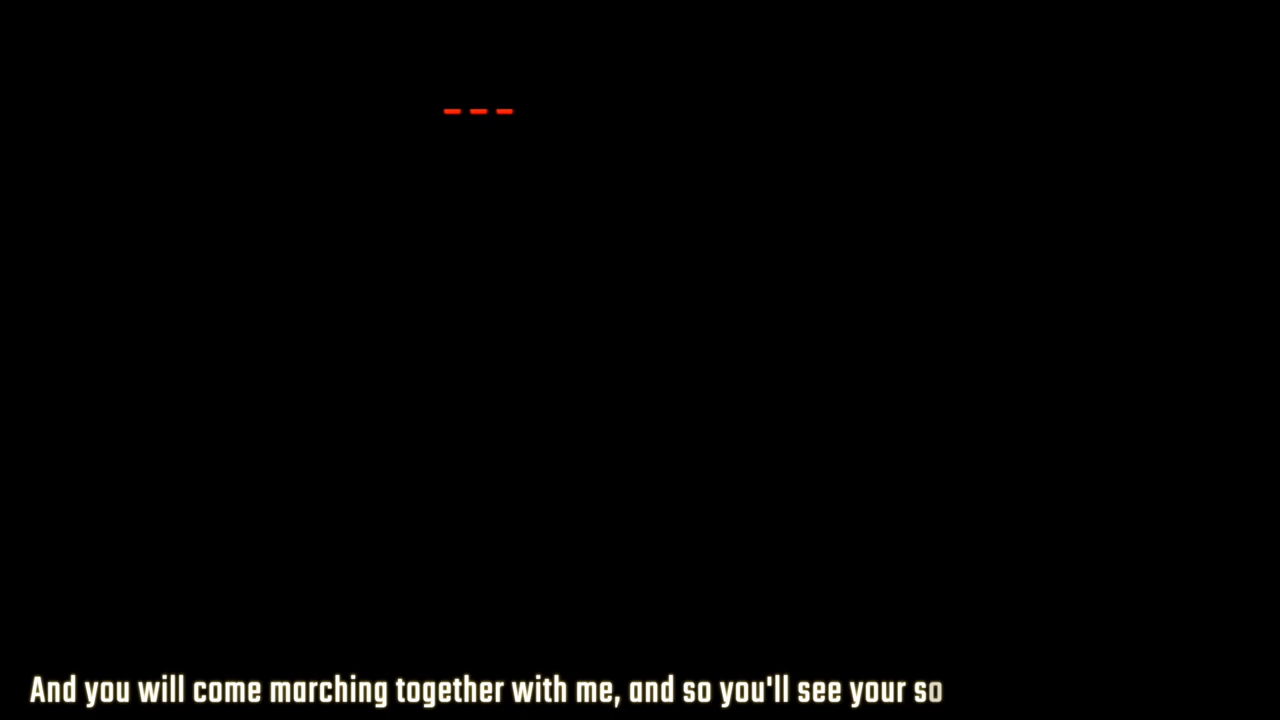 ---
And you will come marching together with me, and so you'll see your so